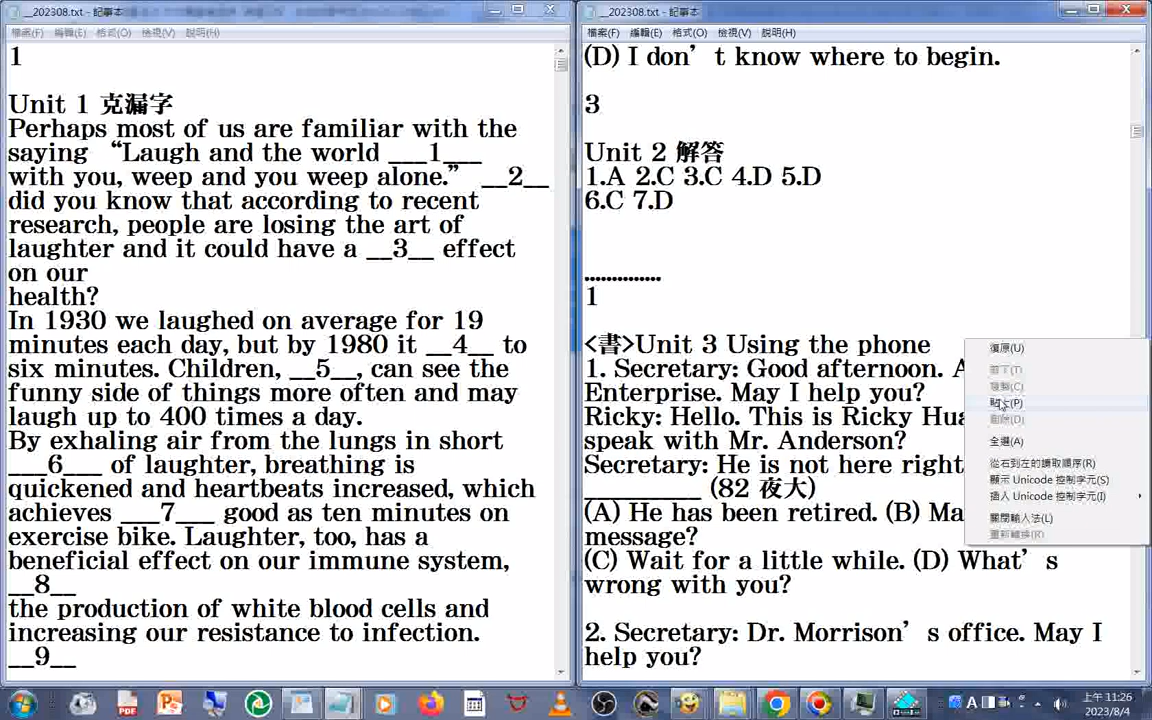 __202308.txt - 記事本
檔案(F) 編輯(E) 格式(O) 檢視(V) 說明(H)
1
Unit 1 克漏字
Perhaps most of us are familiar with the
saying “Laugh and the world ___1___
with you, weep and you weep alone.” __2__
did you know that according to recent
research, people are losing the art of
laughter and it could have a __3__ effect
on our
health?
In 1930 we laughed on average for 19
minutes each day, but by 1980 it __4__ to
six minutes. Children, __5__, can see the
funny side of things more often and may
laugh up to 400 times a day.
By exhaling air from the lungs in short
___6___ of laughter, breathing is
quickened and heartbeats increased, which
achieves ___7___ good as ten minutes on
exercise bike. Laughter, too, has a
beneficial effect on our immune system,
__8__
the production of white blood cells and
increasing our resistance to infection.
__9__
__202308.txt - 記事本
檔案(F) 編輯(E) 格式(O) 檢視(V) 說明(H)
(D) I don’t know where to begin.
3
Unit 2 解答
1.A 2.C 3.C 4.D 5.D
6.C 7.D
..............
1
<書>Unit 3 Using the phone
1. Secretary: Good afternoon. A
Enterprise. May I help you?
Ricky: Hello. This is Ricky Hua
speak with Mr. Anderson?
Secretary: He is not here right
_________ (82 夜大)
(A) He has been retired. (B) Ma
message?
(C) Wait for a little while. (D) What’s
wrong with you?
2. Secretary: Dr. Morrison’s office. May I
help you?
復原(U)
剪下(T)
複製(C)
貼上(P)
刪除(D)
全選(A)
從右到左的讀取順序(R)
顯示 Unicode 控制字元(S)
插入 Unicode 控制字元(I)
關閉輸入法(L)
重新轉換(R)
PDF
A
上午 11:26
2023/8/4